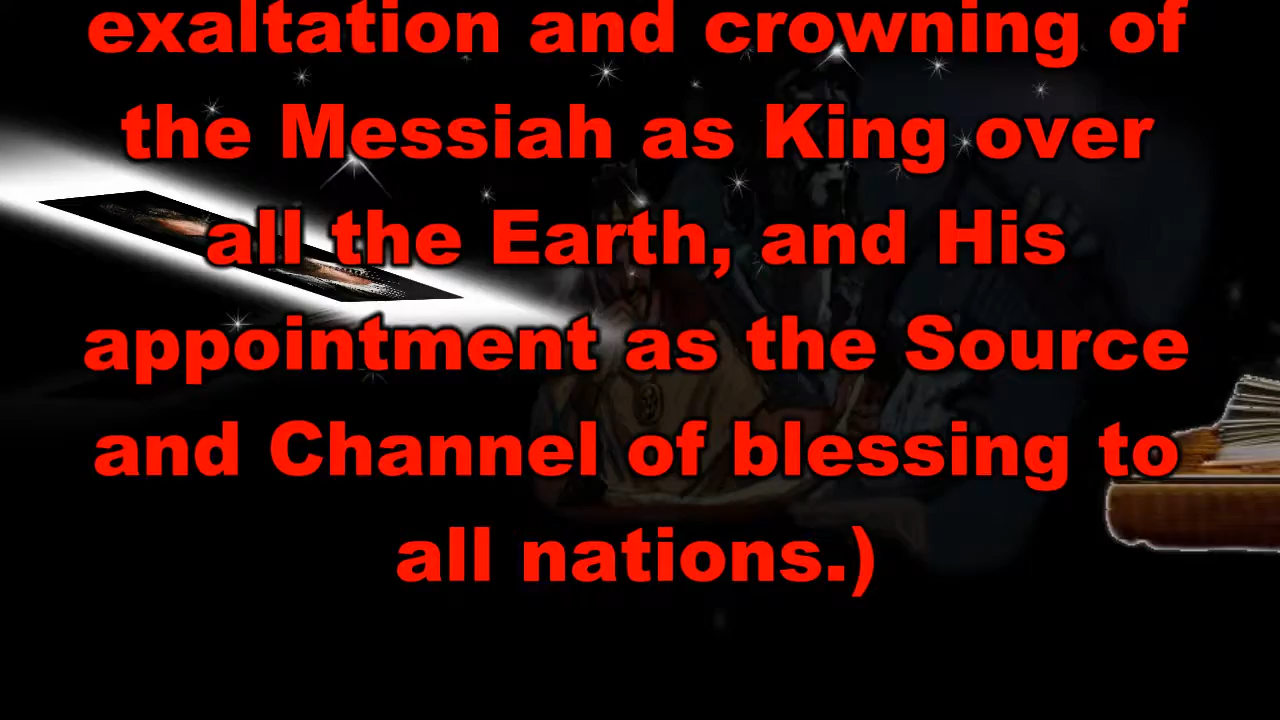 exaltation and crowning of
the Messiah as King over
all the Earth, and His
appointment as the Source
and Channel of blessing to
all nations.)